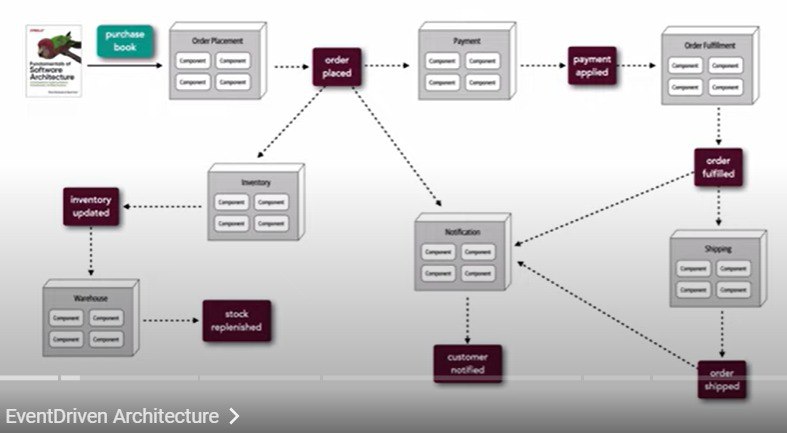 O'REILLY
Fundamentals of
Software
Architecture
purchase
book
Order Placement
Component Component
Component Component
order
placed
Payment
Component Component
Component Component
payment
applied
Order Fulfillment
Component Component
Component Component
order
fulfilled
Inventory
Component Component
Component Component
inventory
updated
Notification
Component Component
Component Component
Shipping
Component Component
Component Component
Warehouse
Component Component
Component Component
stock
replenished
customer
notified
order
shipped
EventDriven Architecture